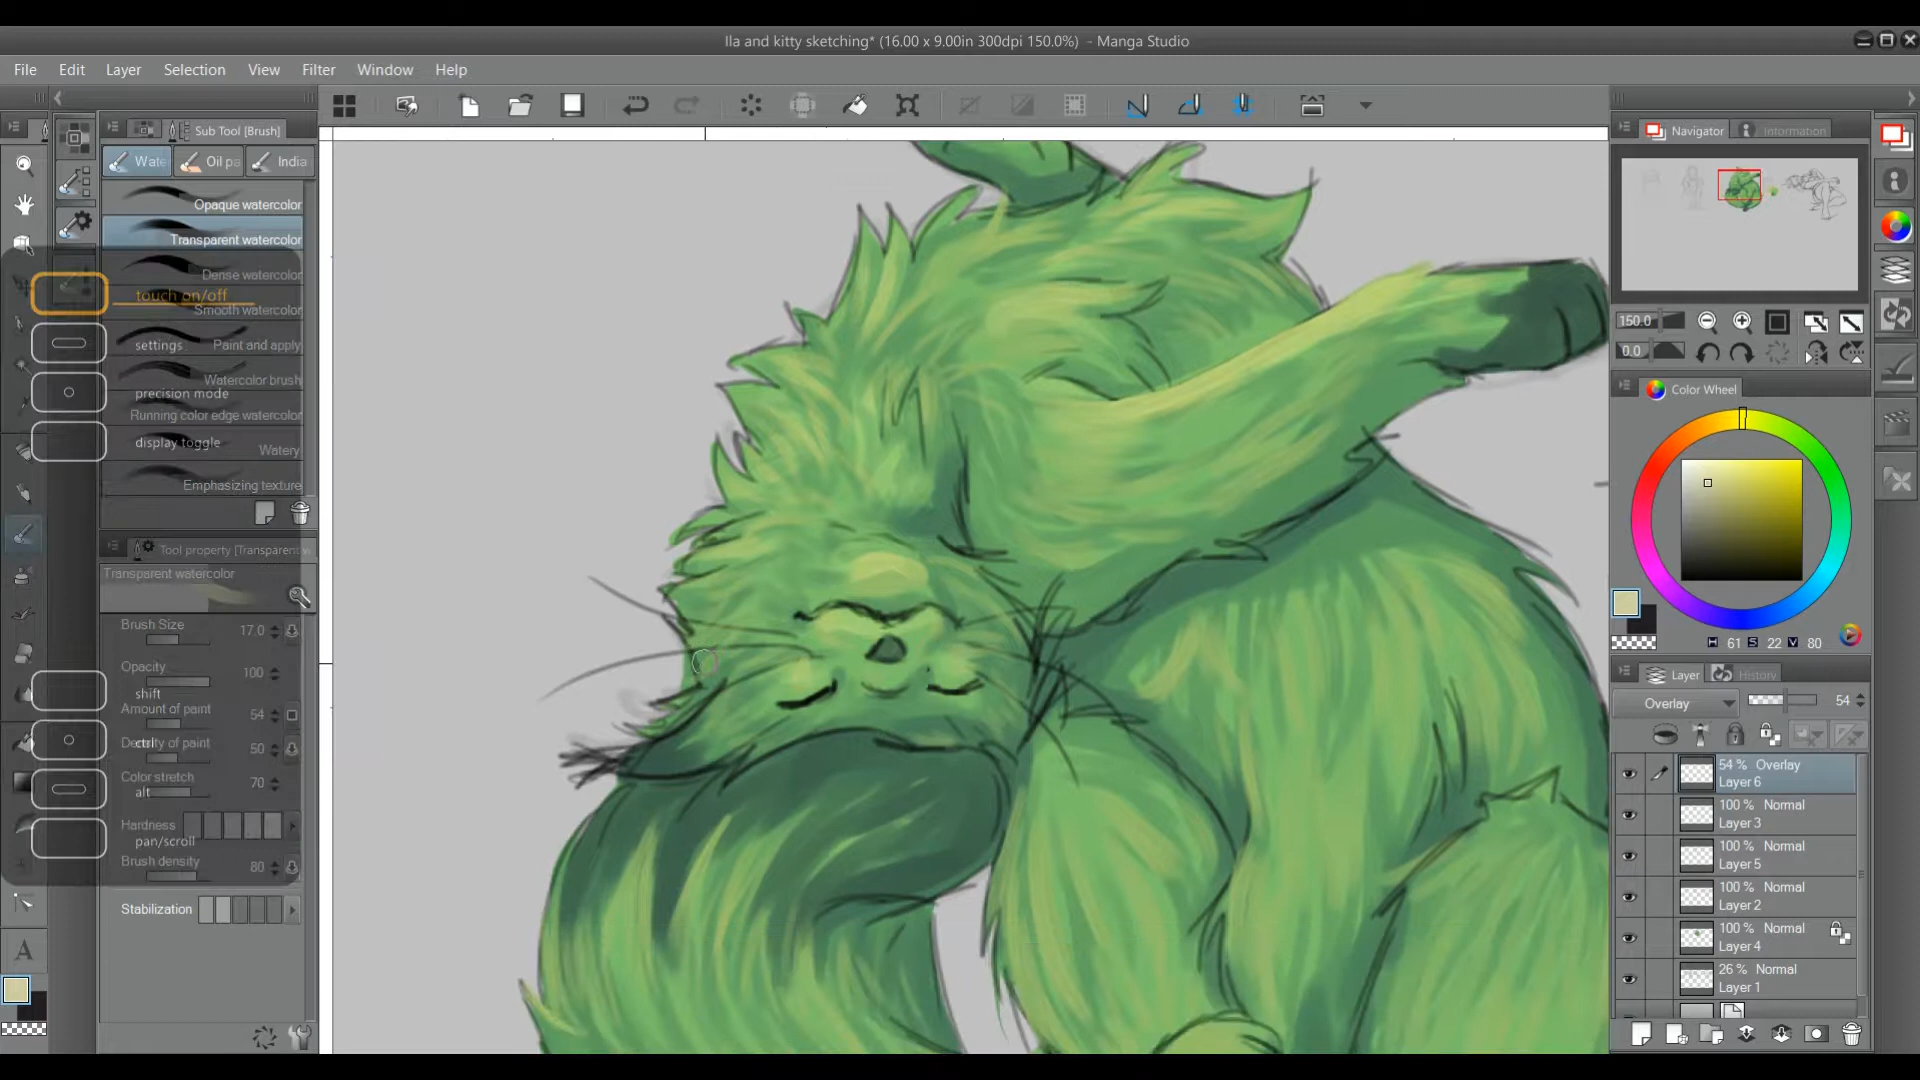 Ila and kitty sketching* (16.00 x 9.00in 300dpi 150.0%) - Manga Studio
File Edit Layer Selection View Filter Window Help
Sub Tool [Brush]
Wate Oil pa India
Opaque watercolor
Transparent watercolor
Dense watercolor
touch on/off
Smooth watercolor
settings
Paint and apply
Watercolor brush
precision mode
Running color edge watercolor
display toggle
Watery
Emphasizing texture
Tool property [Transparent w
Transparent watercolor
Brush Size 17.0
Opacity 100
shift
Amount of paint 54
Density of paint 50
ctrl
Color stretch 70
alt
Hardness
pan/scroll
Brush density 80
Stabilization
A
Navigator Information
150.0
0.0
Color Wheel
H 61 S 22 V 80
Layer History
Overlay 54
54 % Overlay
Layer 6
100 % Normal
Layer 3
100 % Normal
Layer 5
100 % Normal
Layer 2
100 % Normal
Layer 4
26 % Normal
Layer 1